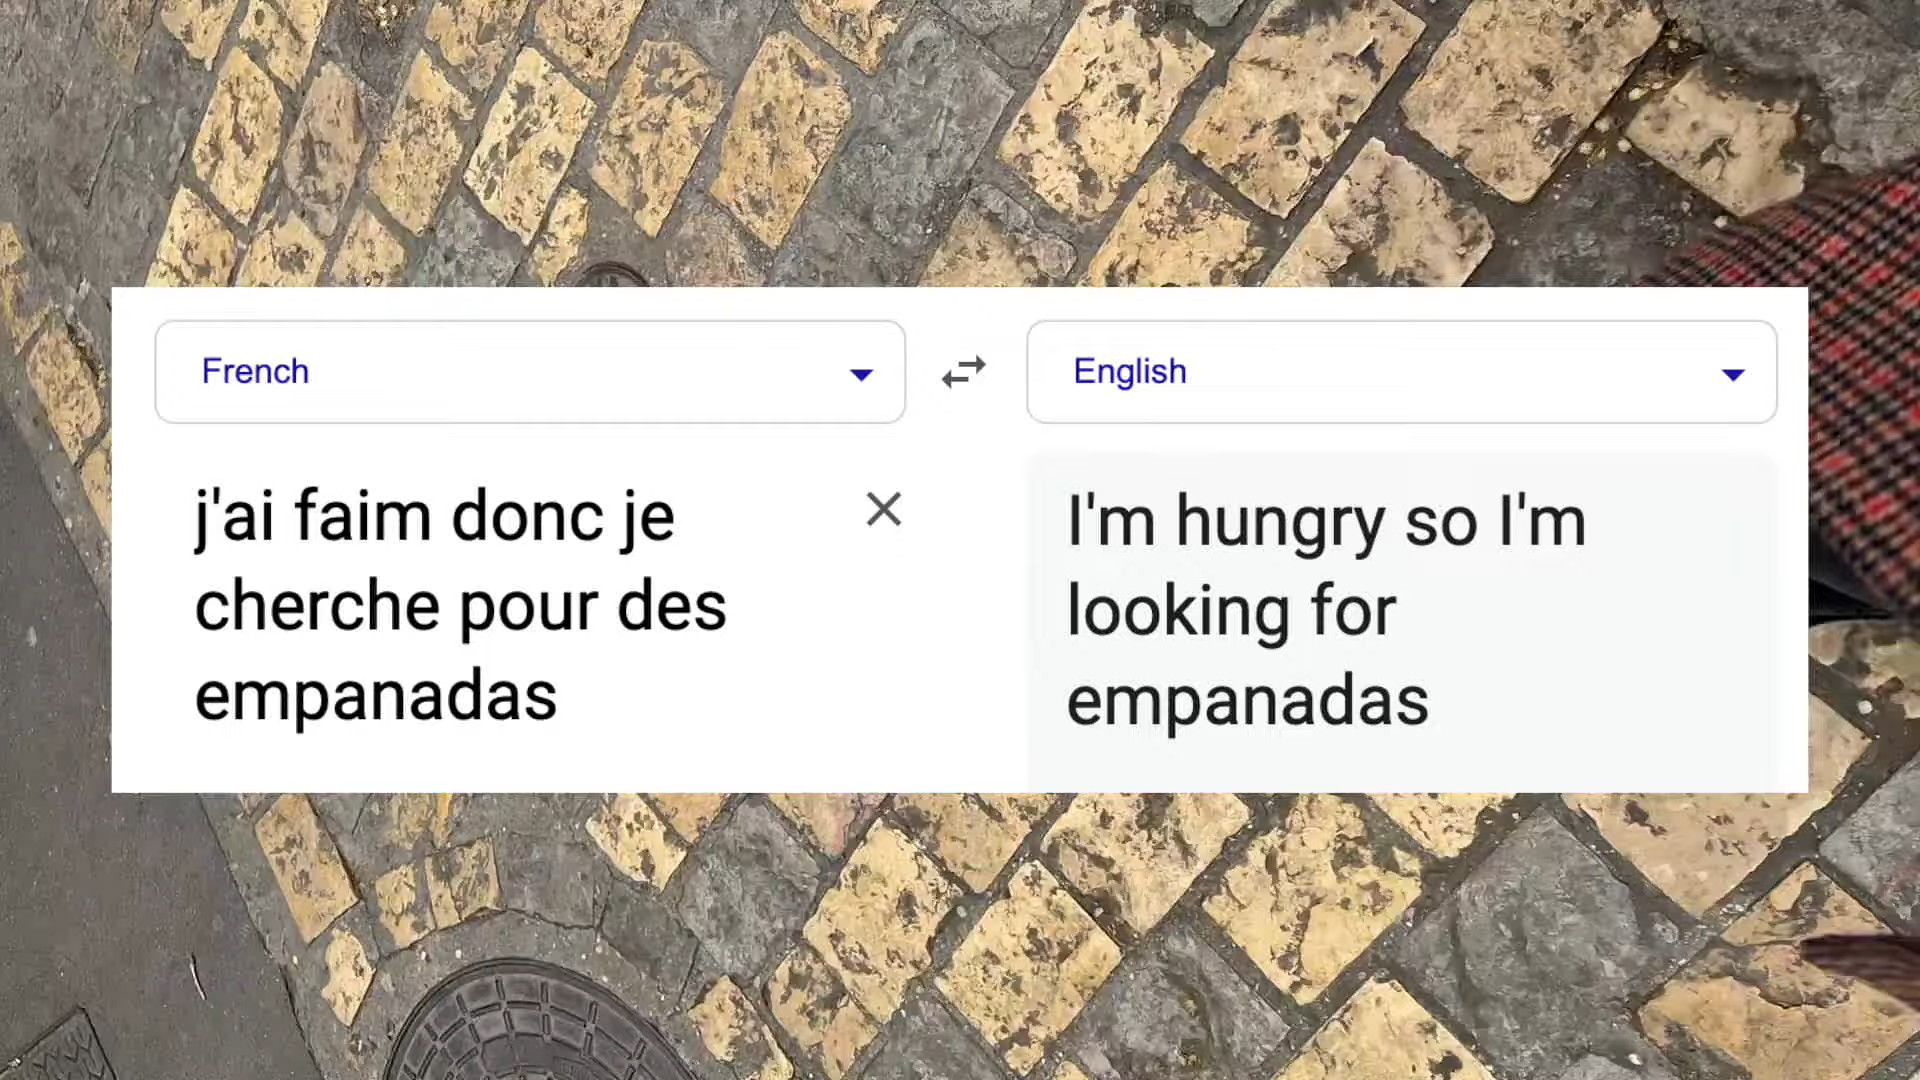 French
English
j'ai faim donc je
cherche pour des
empanadas
I'm hungry so I'm
looking for
empanadas